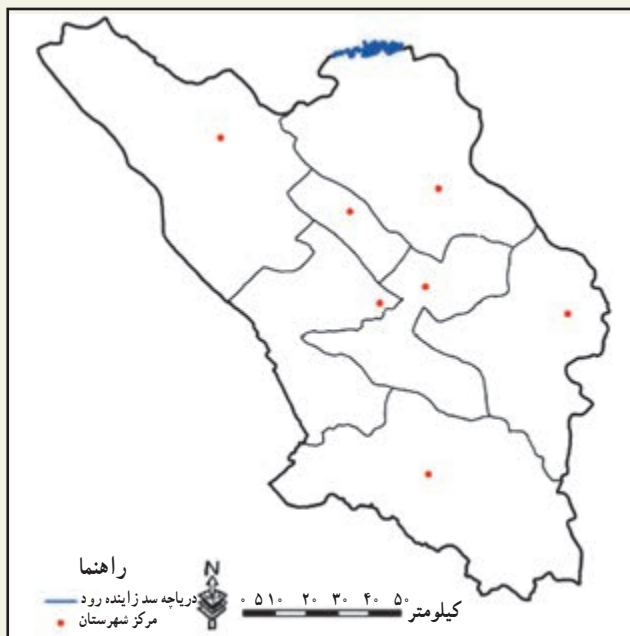 راهنما
دریاچه سد زاینده رود
مرکز شهرستان
N
۰ ۵ ۱۰ ۲۰ ۳۰ ۴۰ ۵۰ کیلومتر